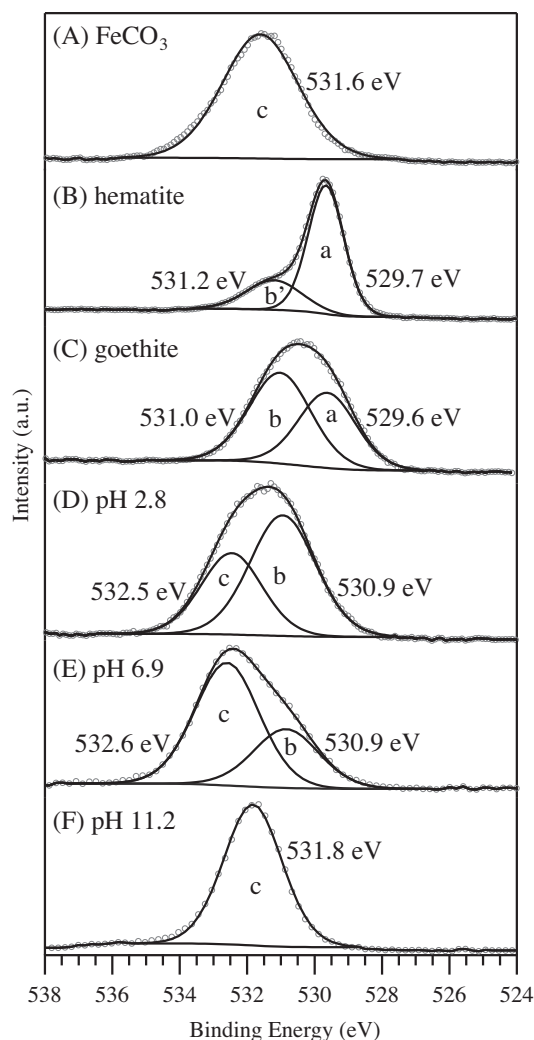 (A) FeCO₃
531.6 eV
c
(B) hematite
a
531.2 eV
b’
529.7 eV
(C) goethite
531.0 eV
b
a
529.6 eV
(D) pH 2.8
532.5 eV
c
b
530.9 eV
(E) pH 6.9
532.6 eV
c
b
530.9 eV
(F) pH 11.2
531.8 eV
c
Intensity (a.u.)
538 536 534 532 530 528 526 524
Binding Energy (eV)